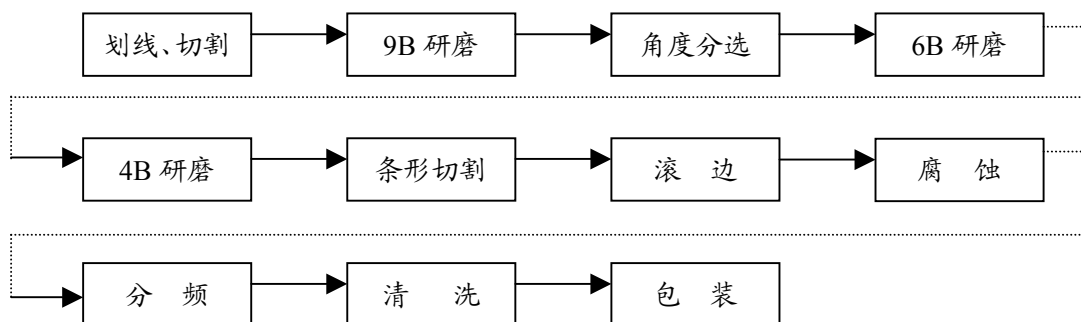 划线、切割
9B 研磨
角度分选
6B 研磨
4B 研磨
条形切割
滚 边
腐 蚀
分 频
清 洗
包 装